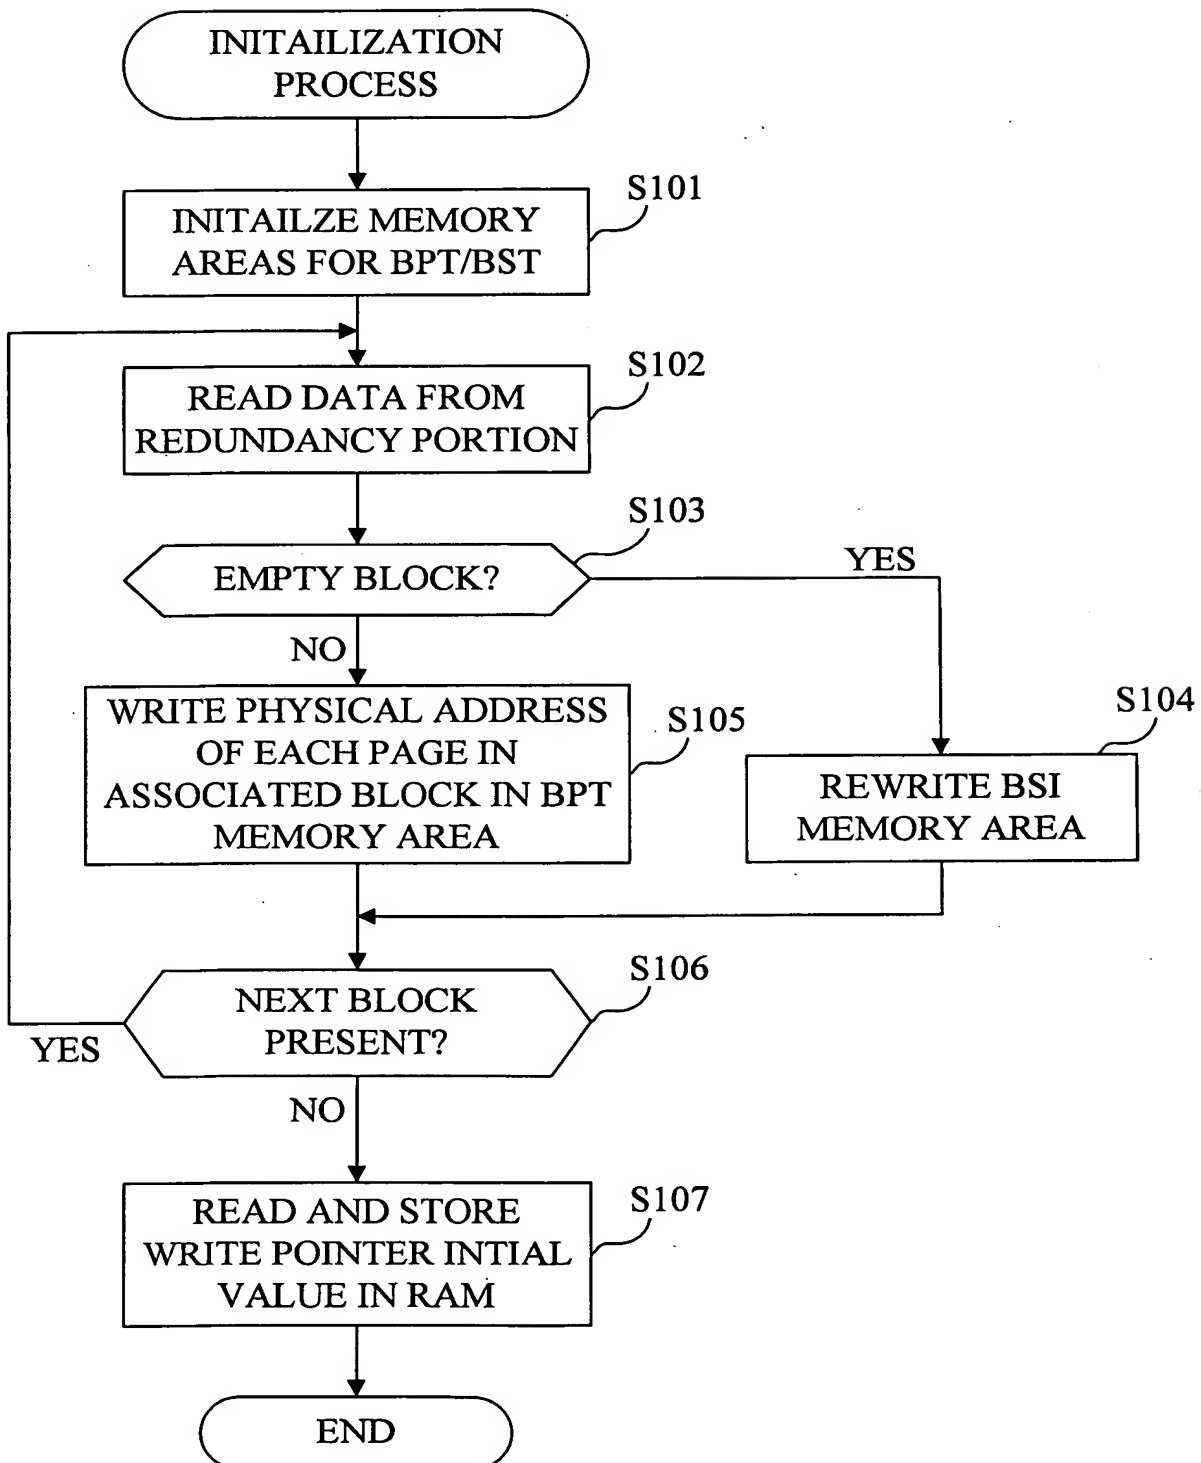 INITAILIZATION
PROCESS
S101
INITAILZE MEMORY
AREAS FOR BPT/BST
S102
READ DATA FROM
REDUNDANCY PORTION
S103
EMPTY BLOCK?
YES
NO
WRITE PHYSICAL ADDRESS
OF EACH PAGE IN
ASSOCIATED BLOCK IN BPT
MEMORY AREA
S105
S104
REWRITE BSI
MEMORY AREA
S106
NEXT BLOCK
PRESENT?
YES
NO
S107
READ AND STORE
WRITE POINTER INTIAL
VALUE IN RAM
END